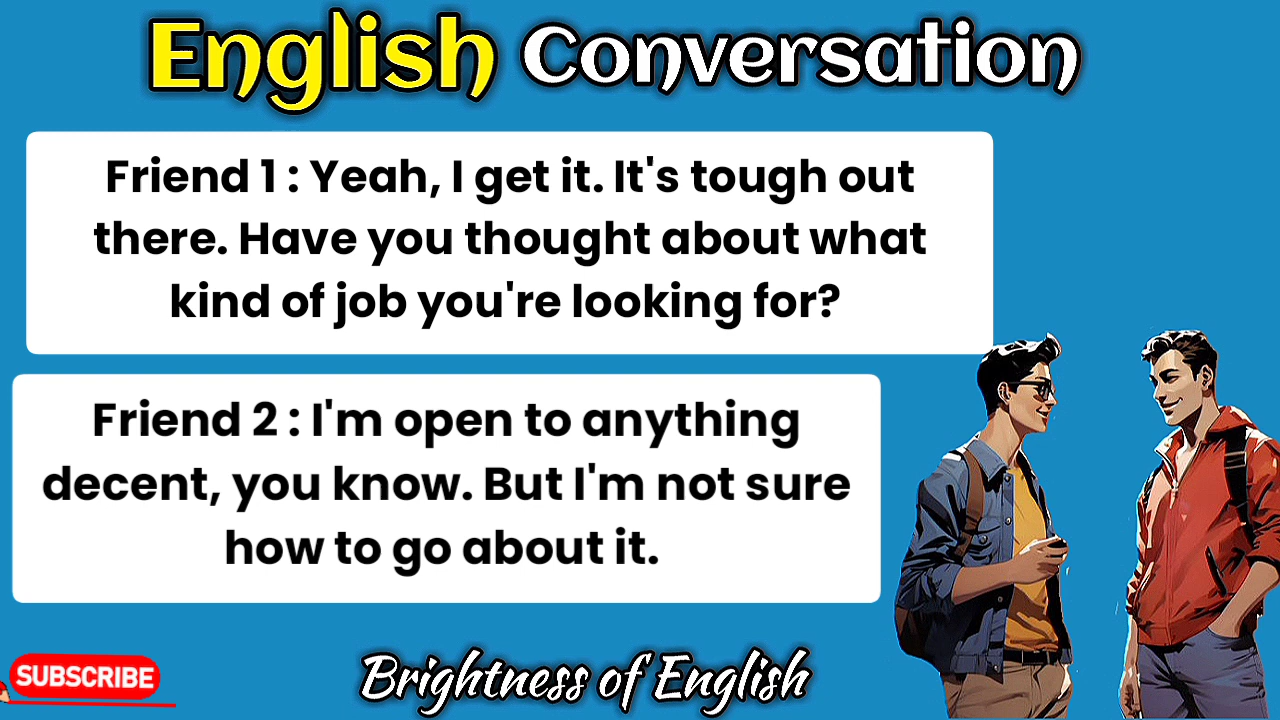 English Conversation
Friend 1 : Yeah, I get it. It's tough out
there. Have you thought about what
kind of job you're looking for?
Friend 2 : I'm open to anything
decent, you know. But I'm not sure
how to go about it.
SUBSCRIBE
Brightness of English